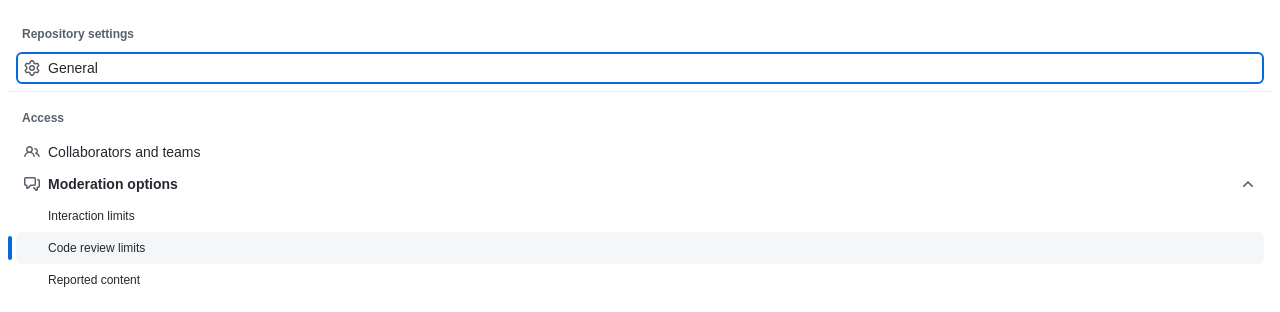 Repository settings
General
Access
Collaborators and teams
Moderation options
Interaction limits
Code review limits
Reported content